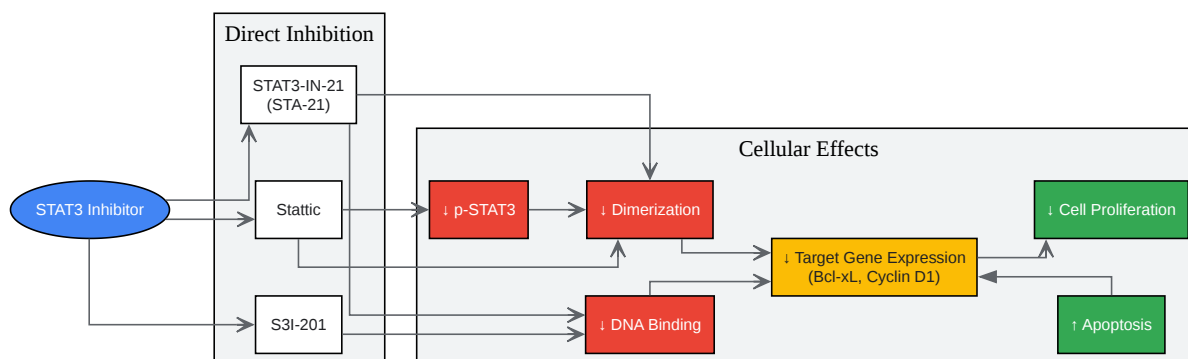 Direct Inhibition
STAT3-IN-21
(STA-21)
Cellular Effects
STAT3 Inhibitor
Stattic
↓ p-STAT3
↓ Dimerization
↓ Cell Proliferation
↓ Target Gene Expression
(Bcl-xL, Cyclin D1)
S3I-201
↓ DNA Binding
↑ Apoptosis